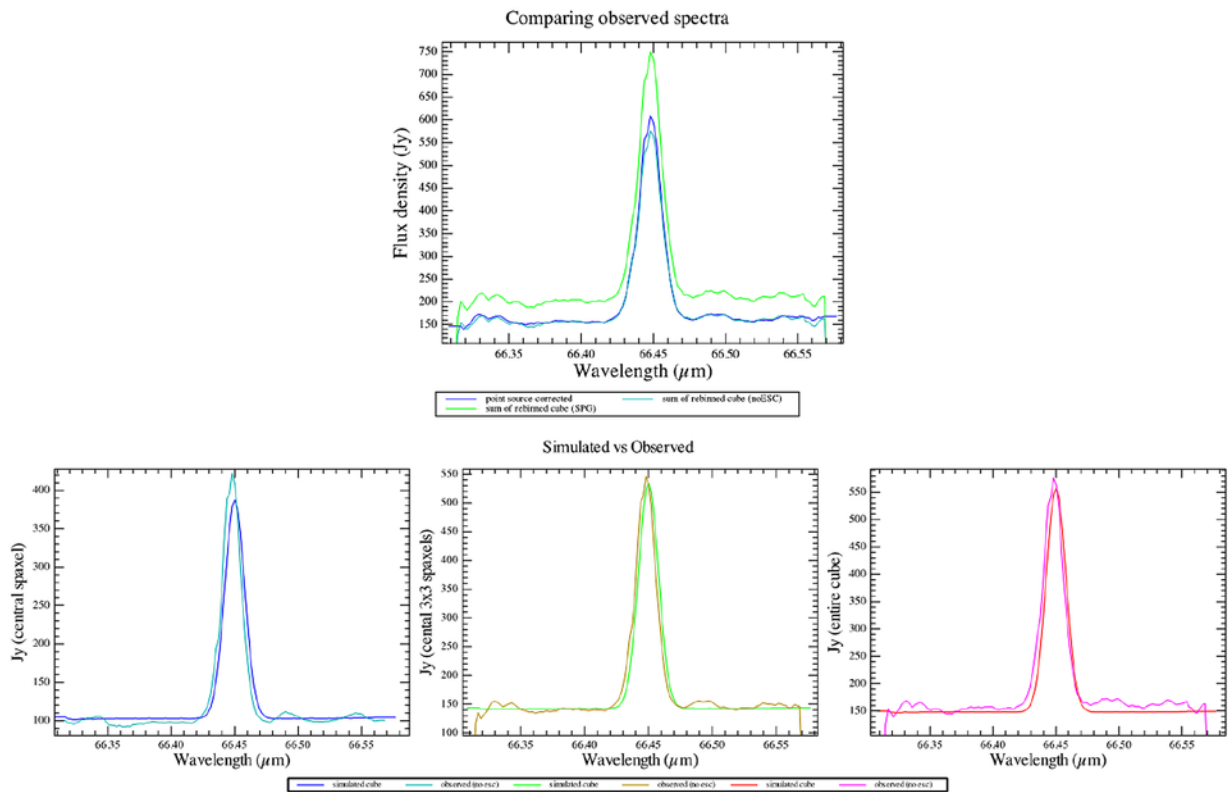 Comparing observed spectra
Flux density (Jy)
750
700
650
600
550
500
450
400
350
300
250
200
150
66.35 66.40 66.45 66.50 66.55
Wavelength (µm)
point source corrected sum of rebinned cube (noESC)
sum of rebinned cube (SPG)
Simulated vs Observed
Jy (central spaxel)
400
350
300
250
200
150
100
66.35 66.40 66.45 66.50 66.55
Wavelength (µm)
Jy (cental 3x3 spaxels)
550
500
450
400
350
300
250
200
150
100
66.35 66.40 66.45 66.50 66.55
Wavelength (µm)
Jy (entire cube)
550
500
450
400
350
300
250
200
150
66.35 66.40 66.45 66.50 66.55
Wavelength (µm)
simulated cube observed (no esc) simulated cube observed (no esc) simulated cube observed (no esc)